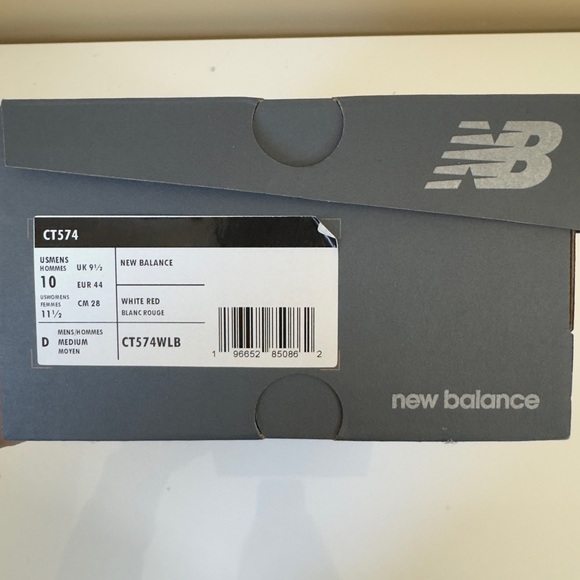 NB
CT574
USMENS
HOMMES
10
UK 9½
EUR 44
USWOMENS
FEMMES
11½
CM 28
NEW BALANCE
WHITE RED
BLANC ROUGE
D
MENS/HOMMES
MEDIUM
MOYEN
CT574WLB
1 96652 85086 2
new balance